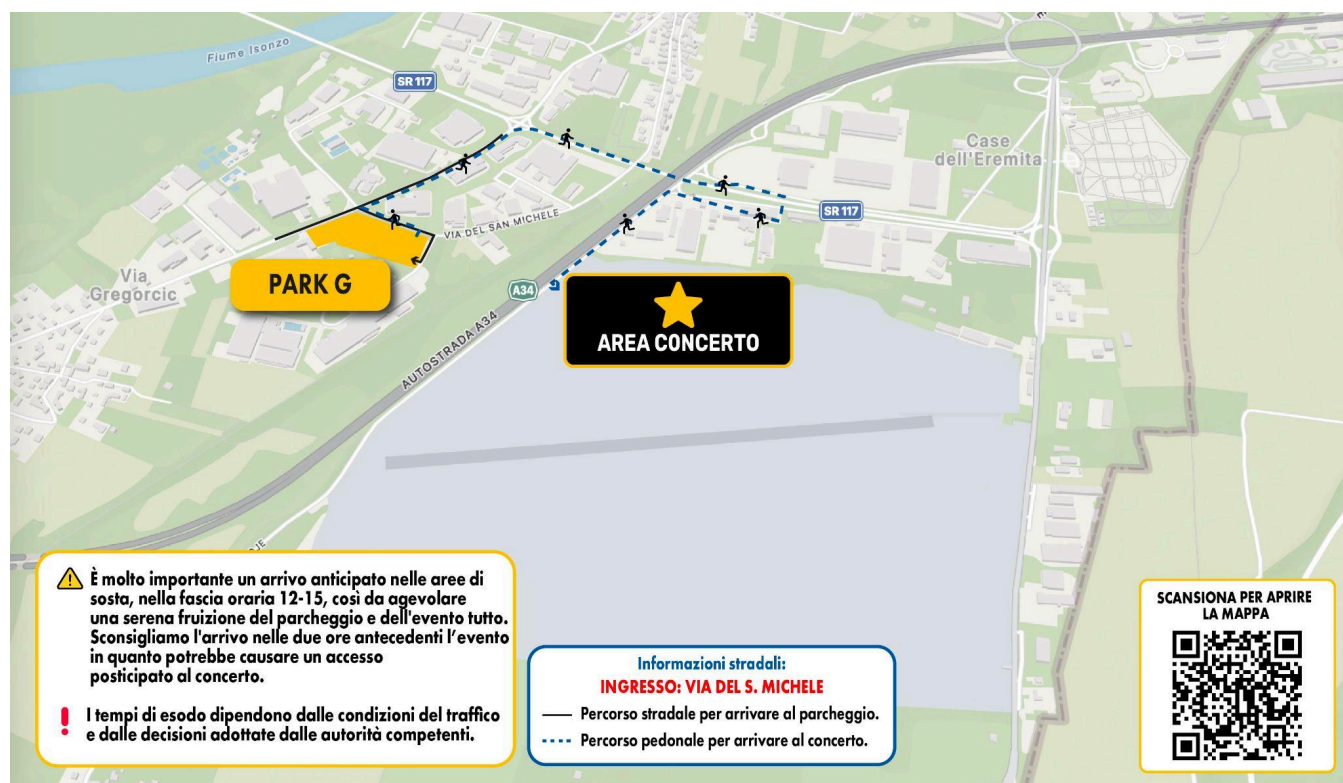 Fiume Isonzo
SR 117
Case
dell'Eremita
SR 117
VIA DEL SAN MICHELE
Via
Gregorcic
PARK G
A34
AUTOSTRADA A34
AREA CONCERTO
È molto importante un arrivo anticipato nelle aree di
sosta, nella fascia oraria 12-15, così da agevolare
una serena fruizione del parcheggio e dell'evento tutto.
Sconsigliamo l'arrivo nelle due ore antecedenti l’evento
in quanto potrebbe causare un accesso
posticipato al concerto.
I tempi di esodo dipendono dalle condizioni del traffico
e dalle decisioni adottate dalle autorità competenti.
Informazioni stradali:
INGRESSO: VIA DEL S. MICHELE
Percorso stradale per arrivare al parcheggio.
Percorso pedonale per arrivare al concerto.
SCANSIONA PER APRIRE
LA MAPPA